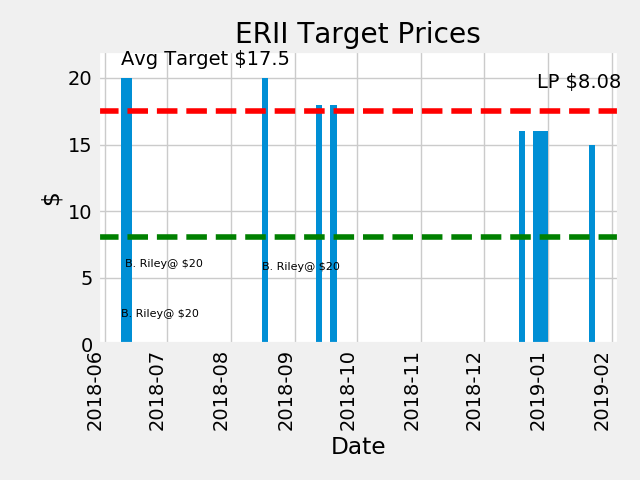 ERII Target Prices
Avg Target $17.5
LP $8.08
$
20
15
10
5
0
B. Riley@ $20
B. Riley@ $20
B. Riley@ $20
2018-06
2018-07
2018-08
2018-09
2018-10
2018-11
2018-12
2019-01
2019-02
Date